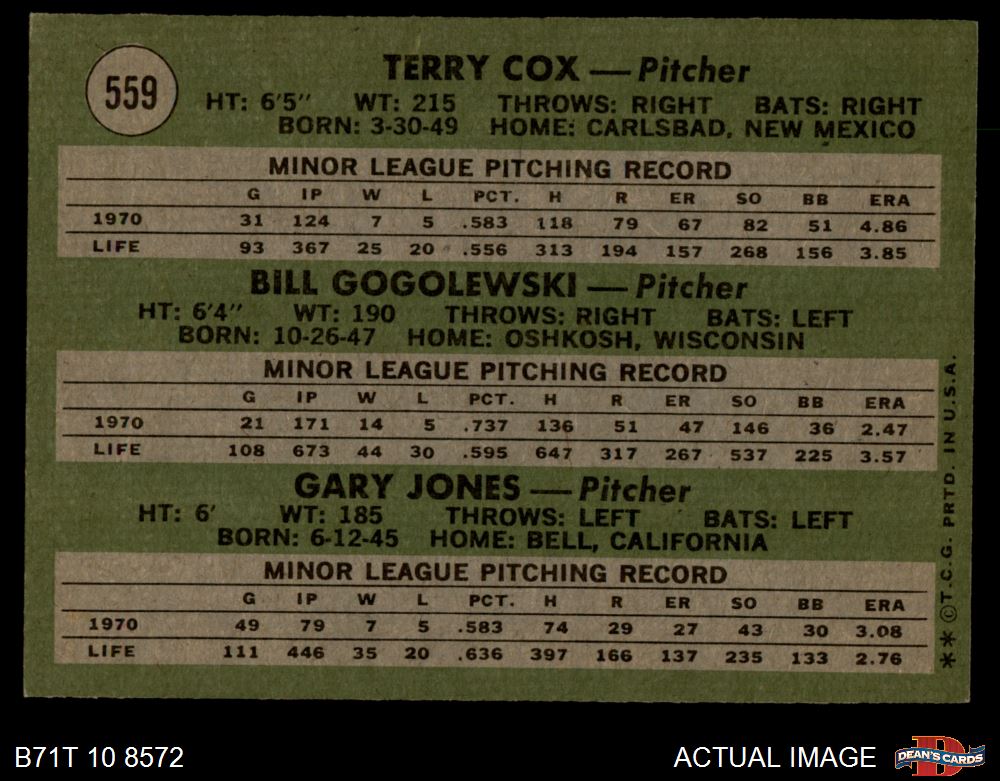 559
TERRY COX — Pitcher
HT: 6'5" WT: 215 THROWS: RIGHT BATS: RIGHT
BORN: 3-30-49 HOME: CARLSBAD, NEW MEXICO
MINOR LEAGUE PITCHING RECORD
G IP W L PCT. H R ER SO BB ERA
1970 31 124 7 5 .583 118 79 67 82 51 4.86
LIFE 93 367 25 20 .556 313 194 157 268 156 3.85
BILL GOGOLEWSKI — Pitcher
HT: 6'4" WT: 190 THROWS: RIGHT BATS: LEFT
BORN: 10-26-47 HOME: OSHKOSH, WISCONSIN
MINOR LEAGUE PITCHING RECORD
G IP W L PCT. H R ER SO BB ERA
1970 21 171 14 5 .737 136 51 47 146 36 2.47
LIFE 108 673 44 30 .595 647 317 267 537 225 3.57
GARY JONES — Pitcher
HT: 6' WT: 185 THROWS: LEFT BATS: LEFT
BORN: 6-12-45 HOME: BELL, CALIFORNIA
MINOR LEAGUE PITCHING RECORD
G IP W L PCT. H R ER SO BB ERA
1970 49 79 7 5 .583 74 29 27 43 30 3.08
LIFE 111 446 35 20 .636 397 166 137 235 133 2.76
** ©T.C.G. PRTD. IN U.S.A.
B71T 10 8572
ACTUAL IMAGE
D
DEAN'S CARDS